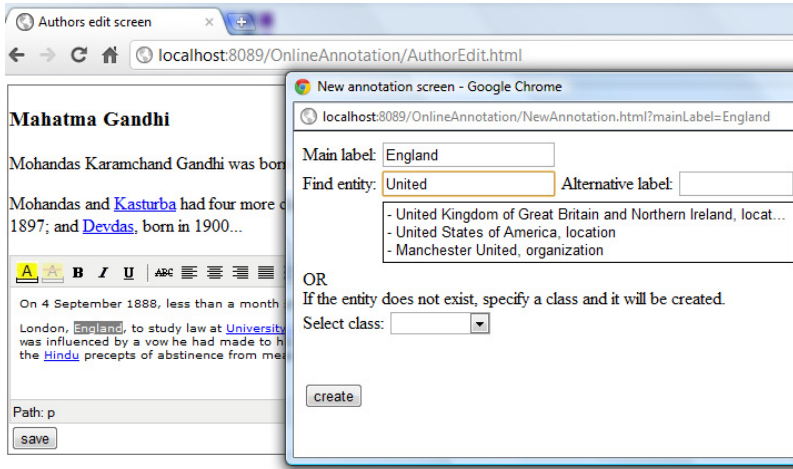 Authors edit screen
localhost:8089/OnlineAnnotation/AuthorEdit.html
Mahatma Gandhi
Mohandas Karamchand Gandhi was born
Mohandas and Kasturba had four more
1897; and Devdas, born in 1900...
B I U ABC
On 4 September 1888, less than a month
London, England, to study law at University
was influenced by a vow he had made to
the Hindu precepts of abstinence from
Path: p
save
New annotation screen - Google Chrome
localhost:8089/OnlineAnnotation/NewAnnotation.html?mainLabel=England
Main label: England
Find entity: United Alternative label:
- United Kingdom of Great Britain and Northern Ireland, locat...
- United States of America, location
- Manchester United, organization
OR
If the entity does not exist, specify a class and it will be created.
Select class:
create